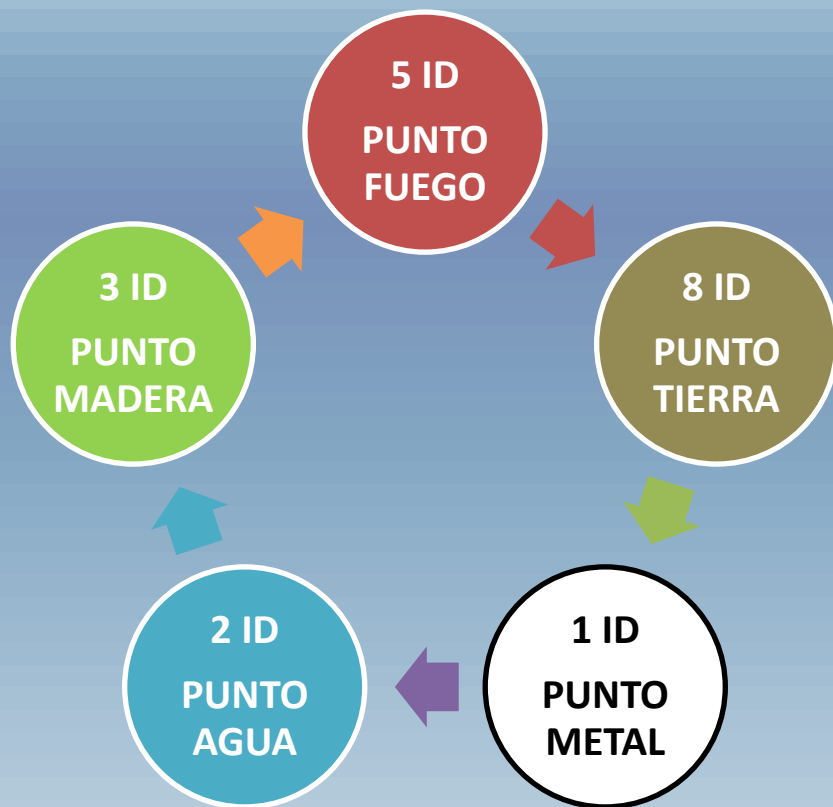 5 ID
PUNTO
FUEGO
8 ID
PUNTO
TIERRA
1 ID
PUNTO
METAL
2 ID
PUNTO
AGUA
3 ID
PUNTO
MADERA